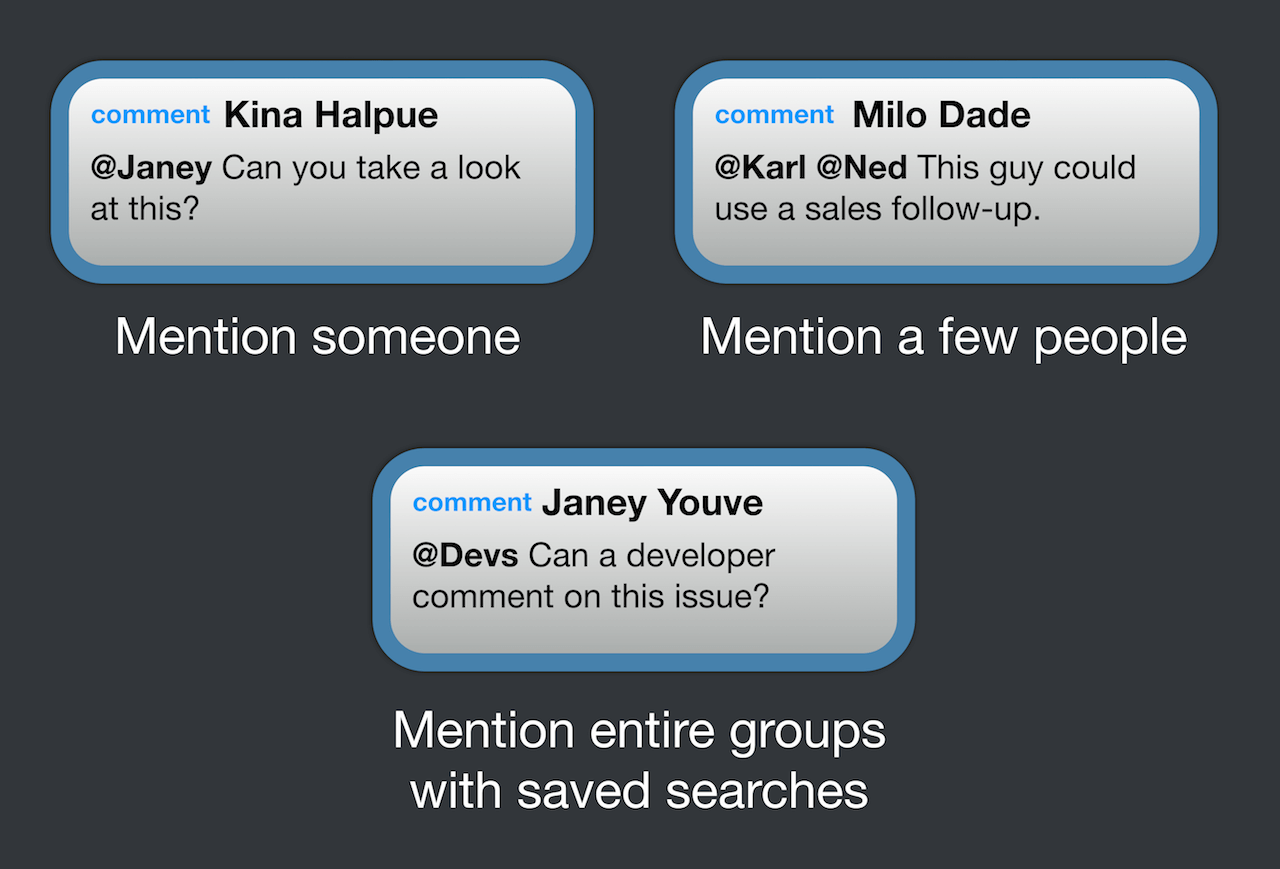 comment Kina Halpue
@Janey Can you take a look
at this?
Mention someone
comment Milo Dade
@Karl @Ned This guy could
use a sales follow-up.
Mention a few people
comment Janey Youve
@Devs Can a developer
comment on this issue?
Mention entire groups
with saved searches